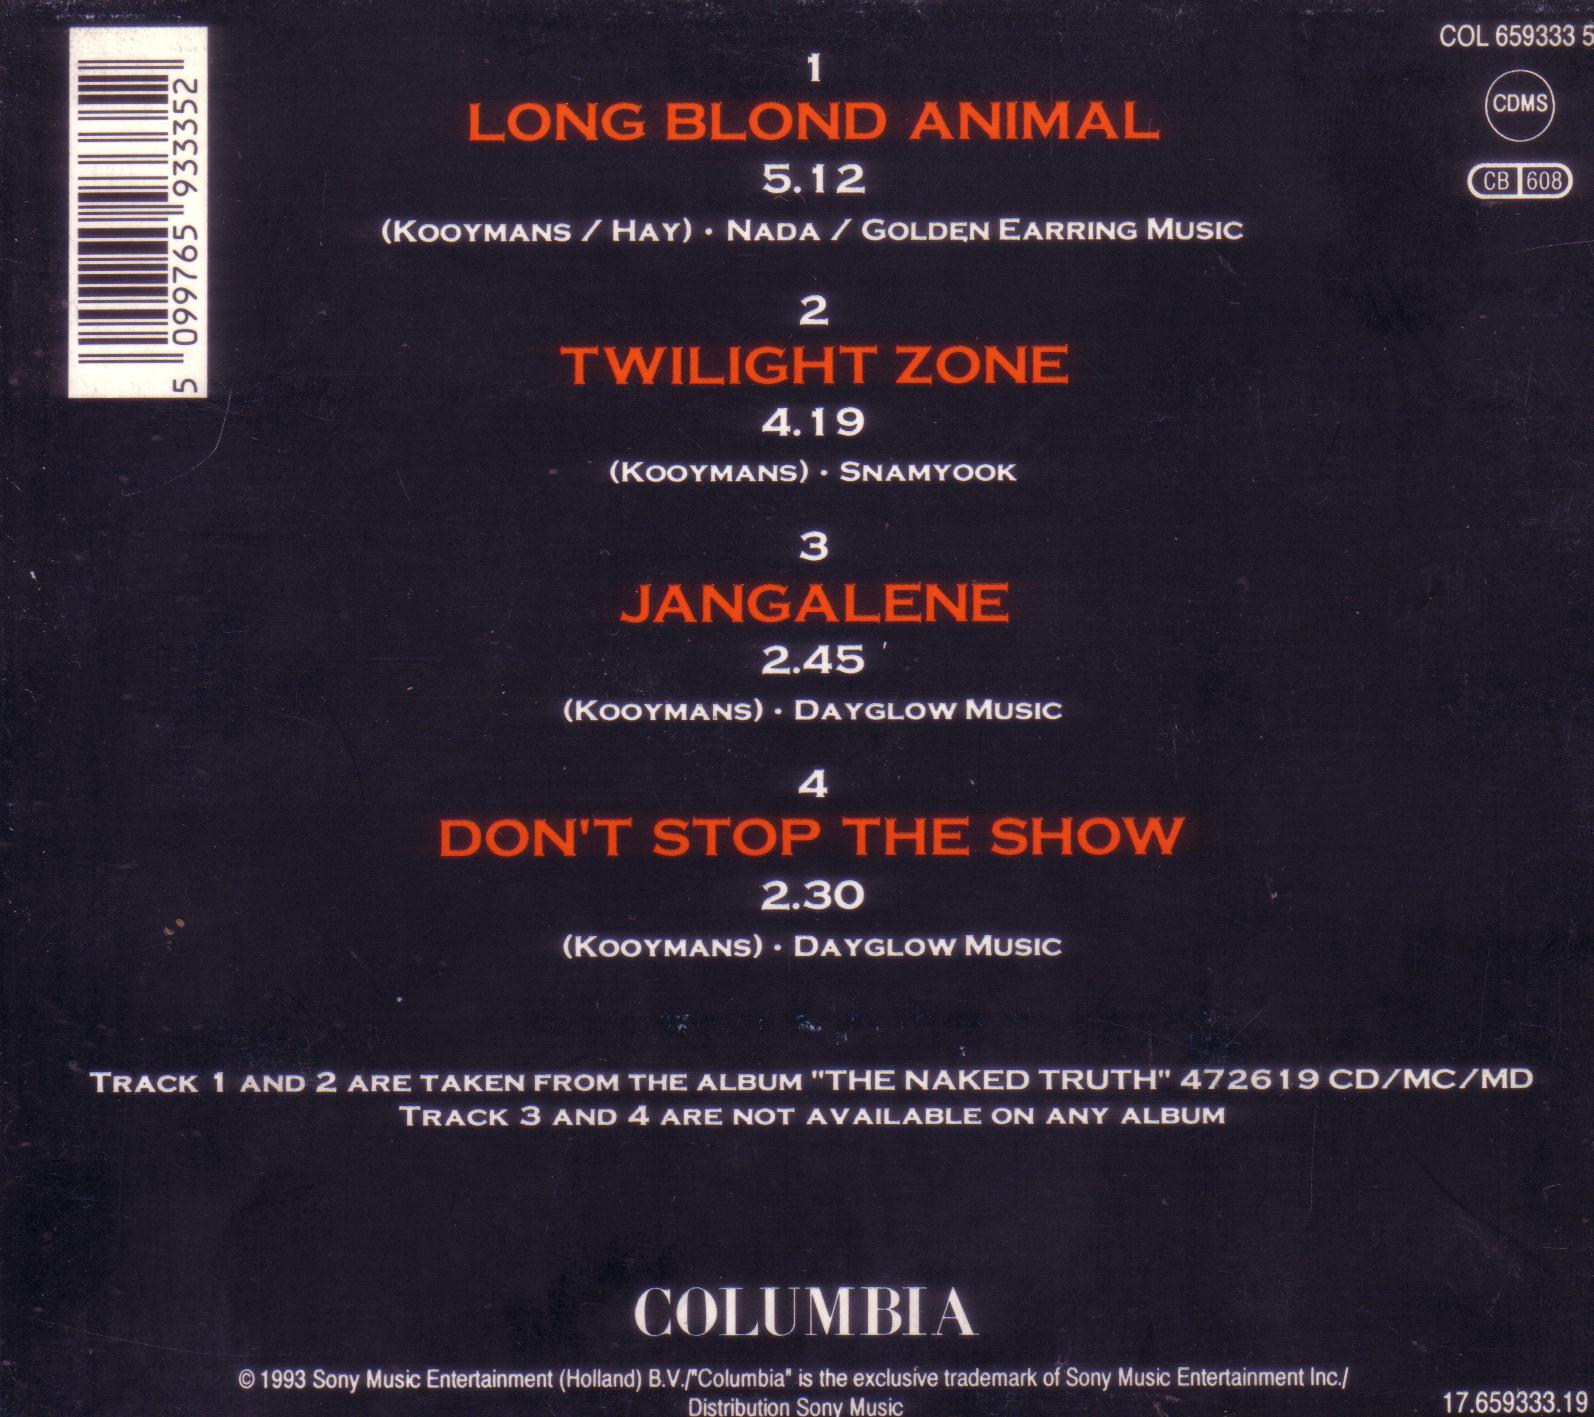 COL 659333 5
CDMS
CB 608
5 099765 933352
1
LONG BLOND ANIMAL
5.12
(KOOYMANS / HAY) • NADA / GOLDEN EARRING MUSIC
2
TWILIGHT ZONE
4.19
(KOOYMANS) • SNAMYOOK
3
JANGALENE
2.45
(KOOYMANS) • DAYGLOW MUSIC
4
DON'T STOP THE SHOW
2.30
(KOOYMANS) • DAYGLOW MUSIC
TRACK 1 AND 2 ARE TAKEN FROM THE ALBUM "THE NAKED TRUTH" 472619 CD/MC/MD
TRACK 3 AND 4 ARE NOT AVAILABLE ON ANY ALBUM
COLUMBIA
© 1993 Sony Music Entertainment (Holland) B.V./"Columbia" is the exclusive trademark of Sony Music Entertainment Inc./
Distribution Sony Music
17.659333.19